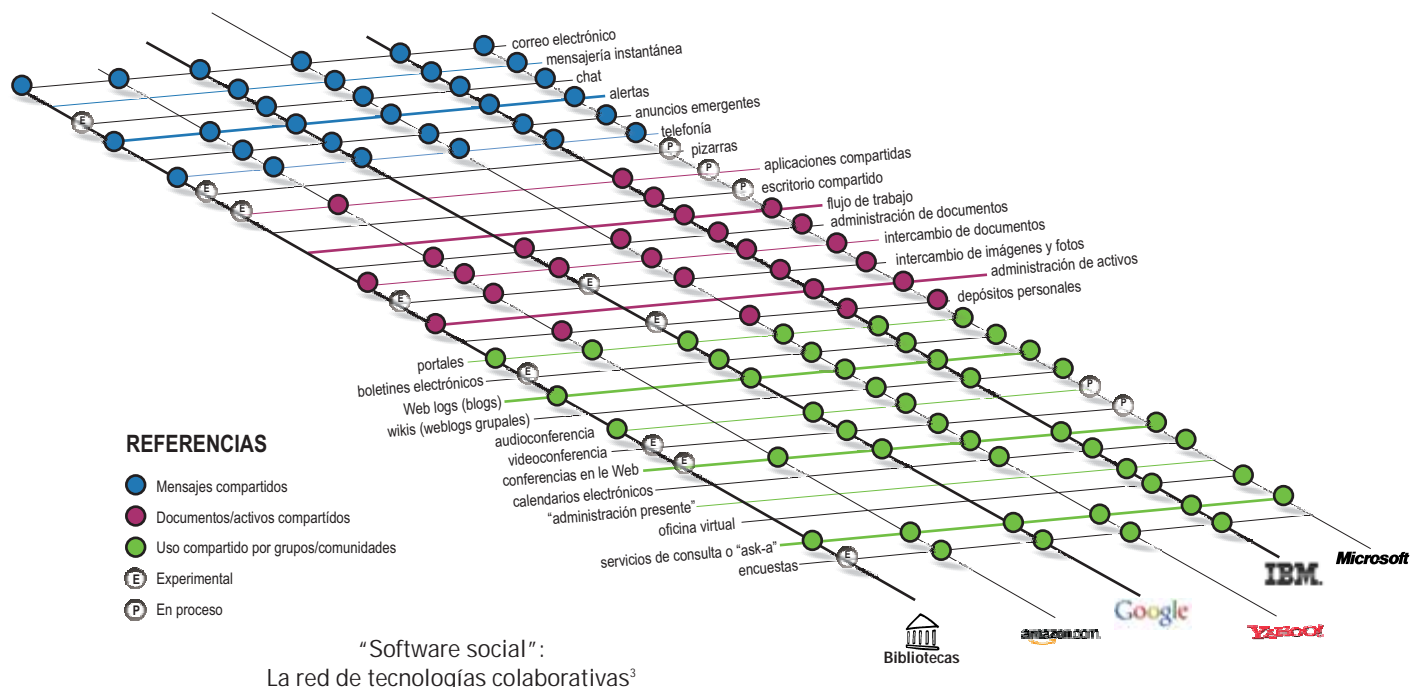 correo electrónico
mensajería instantánea
chat
alertas
anuncios emergentes
telefonía
pizarras
aplicaciones compartidas
escritorio compartido
flujo de trabajo
administración de documentos
intercambio de documentos
intercambio de imágenes y fotos
administración de activos
depósitos personales
portales
boletines electrónicos
Web logs (blogs)
wikis (weblogs grupales)
audioconferencia
videoconferencia
conferencias en le Web
calendarios electrónicos
"administración presente"
oficina virtual
servicios de consulta o "ask-a"
encuestas
E
E
E
P
P
P
E
E
E
E
P
P
E
E
E
REFERENCIAS
Mensajes compartidos
Documentos/activos compartídos
Uso compartido por grupos/comunidades
E Experimental
P En proceso
Bibliotecas
amazon.com.
Google
YAHOO!
IBM.
Microsoft
"Software social":
La red de tecnologías colaborativas³